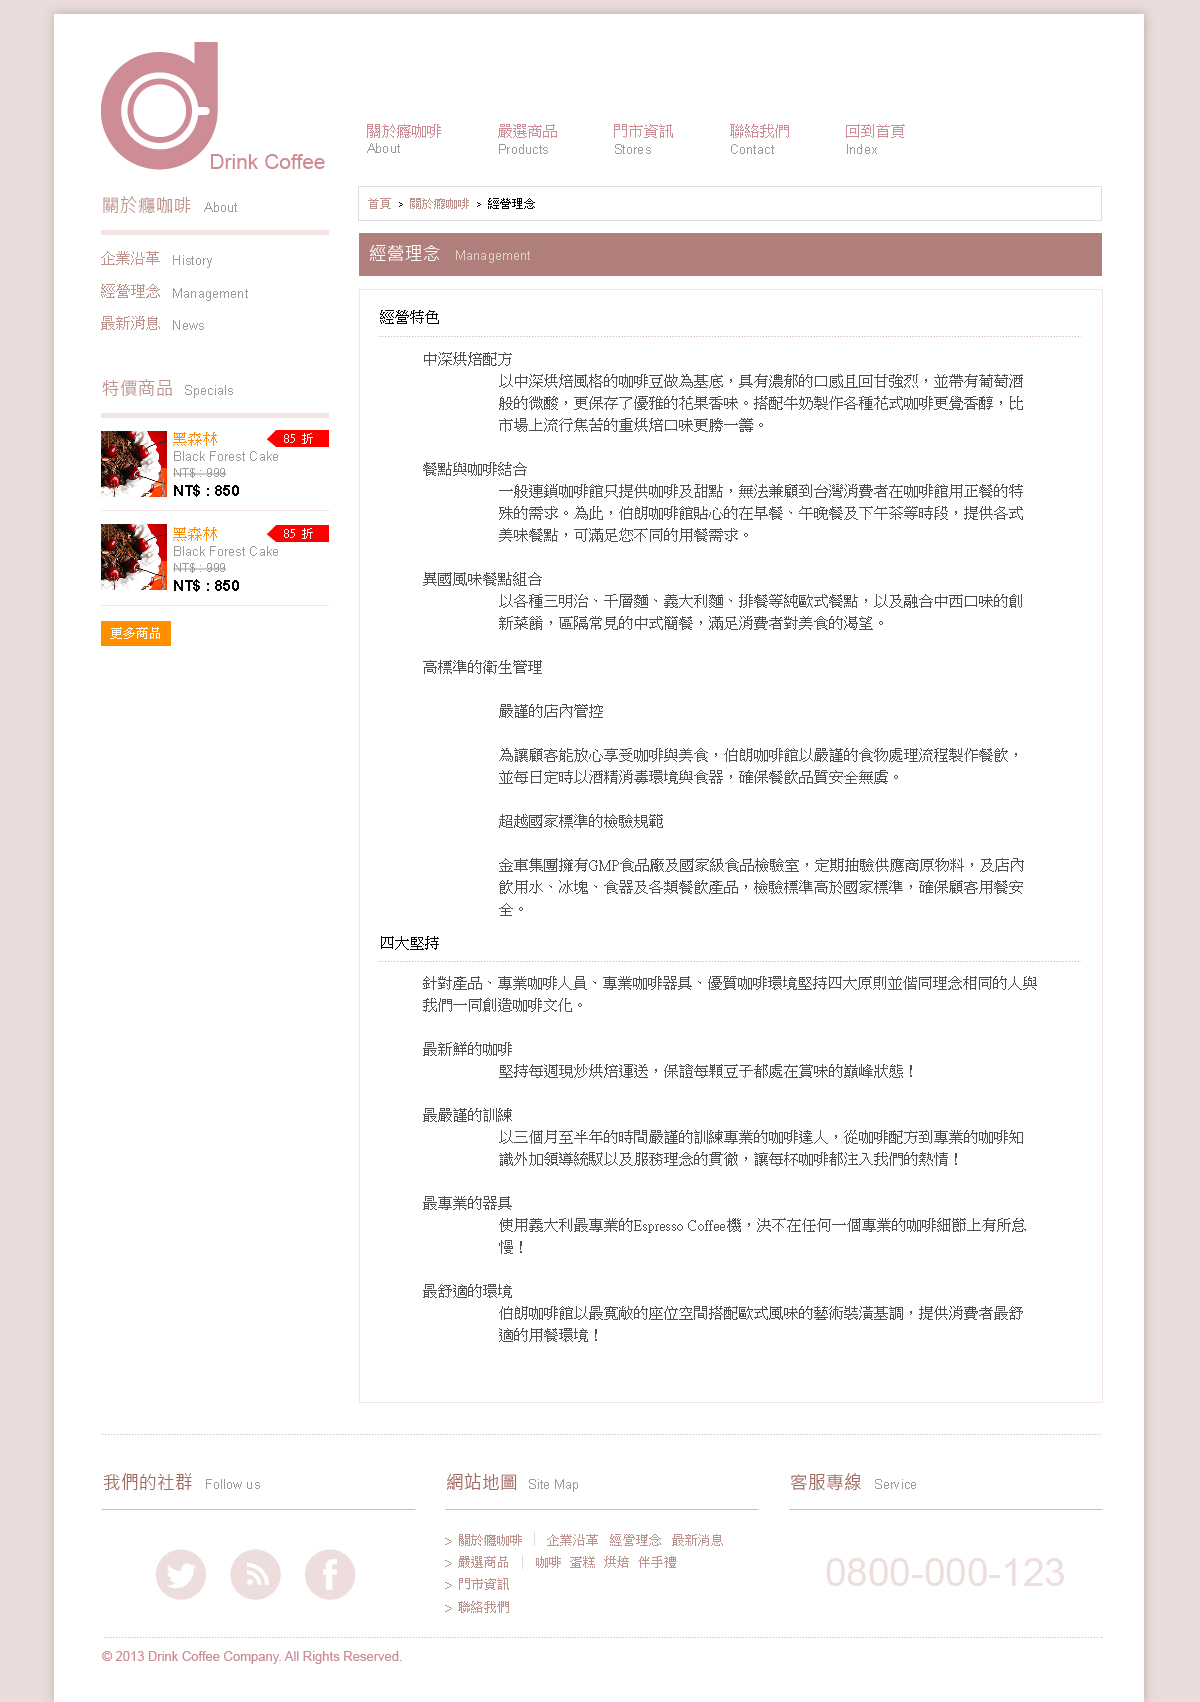 Drink Coffee
關於癮咖啡 嚴選商品 門市資訊 聯絡我們 回到首頁
About Products Stores Contact Index
關於癮咖啡 About
企業沿革 History
經營理念 Management
最新消息 News
特價商品 Specials
黑森林 85 折
Black Forest Cake
NT$ : 999
NT$ : 850
黑森林 85 折
Black Forest Cake
NT$ : 999
NT$ : 850
更多商品
首頁 > 關於癮咖啡 > 經營理念
經營理念 Management
經營特色
中深烘焙配方
以中深烘焙風格的咖啡豆做為基底，具有濃郁的口感且回甘強烈，並帶有葡萄酒
般的微酸，更保存了優雅的花果香味。搭配牛奶製作各種花式咖啡更覺香醇，比
市場上流行焦苦的重烘焙口味更勝一籌。
餐點與咖啡結合
一般連鎖咖啡館只提供咖啡及甜點，無法兼顧到台灣消費者在咖啡館用正餐的特
殊的需求。為此，伯朗咖啡館貼心的在早餐、午晚餐及下午茶等時段，提供各式
美味餐點，可滿足您不同的用餐需求。
異國風味餐點組合
以各種三明治、千層麵、義大利麵、排餐等純歐式餐點，以及融合中西口味的創
新菜餚，區隔常見的中式簡餐，滿足消費者對美食的渴望。
高標準的衛生管理
嚴謹的店內管控
為讓顧客能放心享受咖啡與美食，伯朗咖啡館以嚴謹的食物處理流程製作餐飲，
並每日定時以酒精消毒環境與食器，確保餐飲品質安全無虞。
超越國家標準的檢驗規範
金車集團擁有GMP食品廠及國家級食品檢驗室，定期抽驗供應商原物料，及店內
飲用水、冰塊、食器及各類餐飲產品，檢驗標準高於國家標準，確保顧客用餐安
全。
四大堅持
針對產品、專業咖啡人員、專業咖啡器具、優質咖啡環境堅持四大原則並偕同理念相同的人與
我們一同創造咖啡文化。
最新鮮的咖啡
堅持每週現炒烘焙運送，保證每顆豆子都處在賞味的巔峰狀態！
最嚴謹的訓練
以三個月至半年的時間嚴謹的訓練專業的咖啡達人，從咖啡配方到專業的咖啡知
識外加領導統馭以及服務理念的貫徹，讓每杯咖啡都注入我們的熱情！
最專業的器具
使用義大利最專業的Espresso Coffee機，決不在任何一個專業的咖啡細節上有所怠
慢！
最舒適的環境
伯朗咖啡館以最寬敞的座位空間搭配歐式風味的藝術裝潢基調，提供消費者最舒
適的用餐環境！
我們的社群 Follow us
網站地圖 Site Map
> 關於癮咖啡 | 企業沿革 經營理念 最新消息
> 嚴選商品 | 咖啡 蛋糕 烘焙 伴手禮
> 門市資訊
> 聯絡我們
客服專線 Service
0800-000-123
© 2013 Drink Coffee Company. All Rights Reserved.